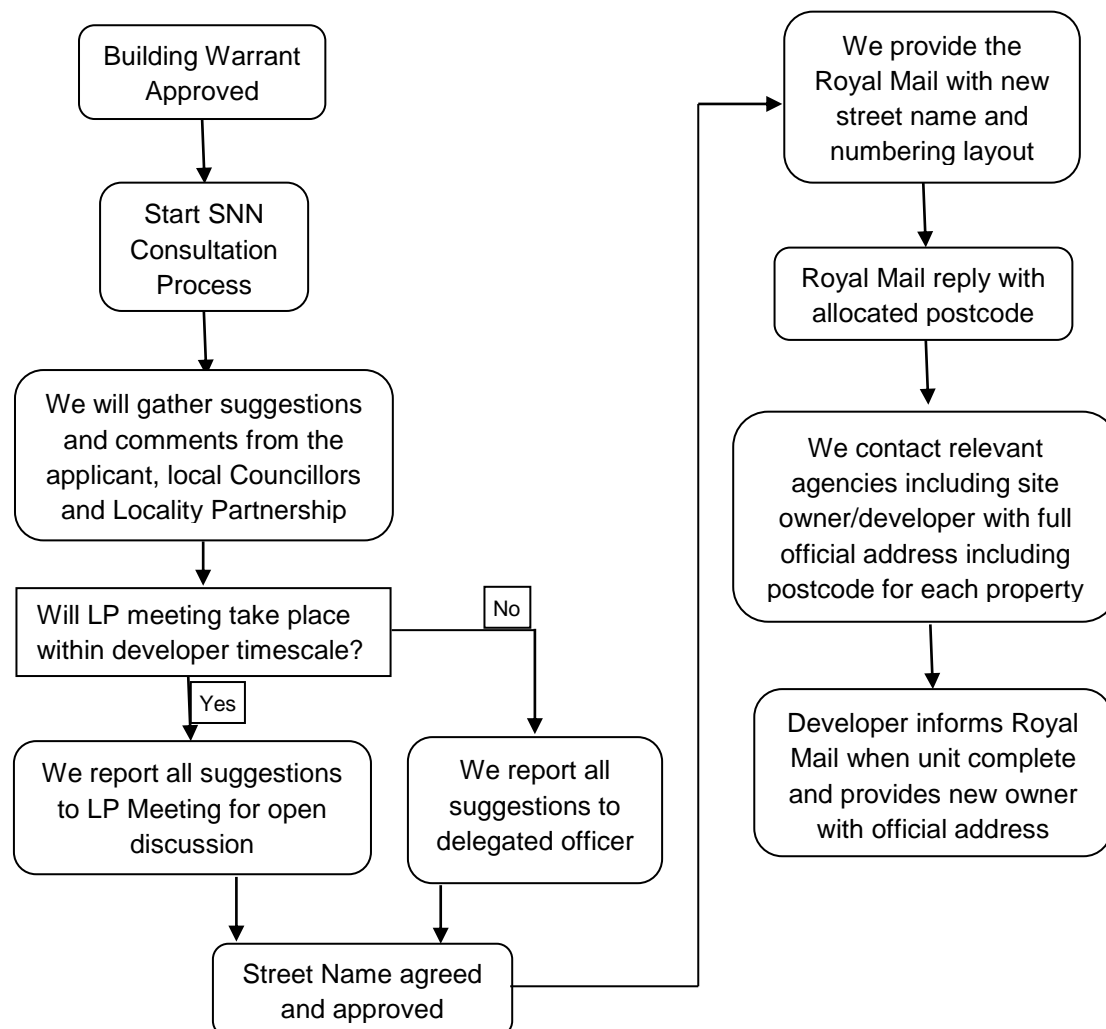 Building Warrant
Approved
Start SNN
Consultation
Process
We will gather suggestions
and comments from the
applicant, local Councillors
and Locality Partnership
Will LP meeting take place
within developer timescale?
No
Yes
We report all suggestions
to LP Meeting for open
discussion
We report all
suggestions to
delegated officer
Street Name agreed
and approved
We provide the
Royal Mail with new
street name and
numbering layout
Royal Mail reply with
allocated postcode
We contact relevant
agencies including site
owner/developer with full
official address including
postcode for each property
Developer informs Royal
Mail when unit complete
and provides new owner
with official address